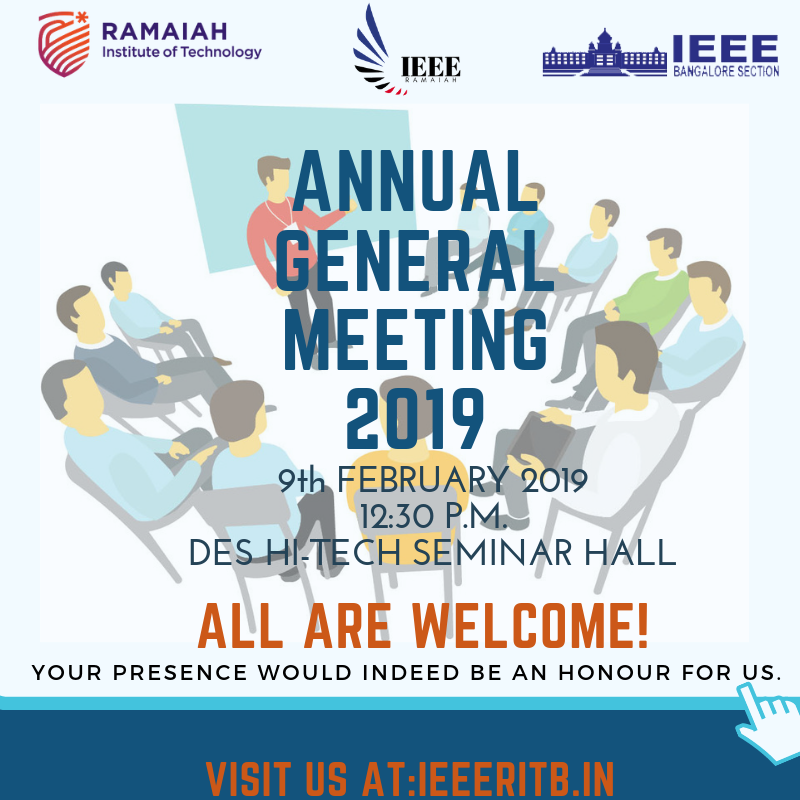 RAMAIAH
Institute of Technology
IEEE
RAMAIAH
IEEE
BANGALORE SECTION
ANNUAL
GENERAL
MEETING
2019
9th FEBRUARY 2019
12:30 P.M.
DES HI-TECH SEMINAR HALL
ALL ARE WELCOME!
YOUR PRESENCE WOULD INDEED BE AN HONOUR FOR US.
VISIT US AT:IEEERITB.IN